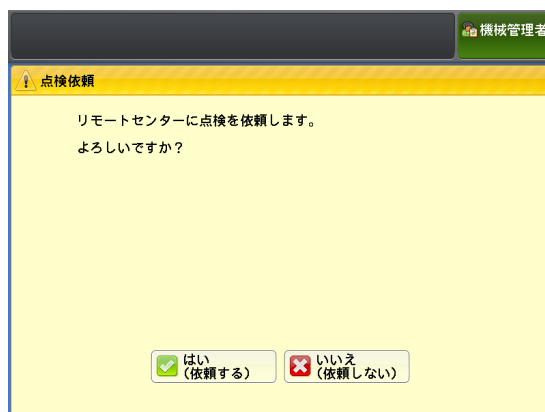 機械管理者
点検依頼
リモートセンターに点検を依頼します。
よろしいですか？
はい
(依頼する)
いいえ
(依頼しない)